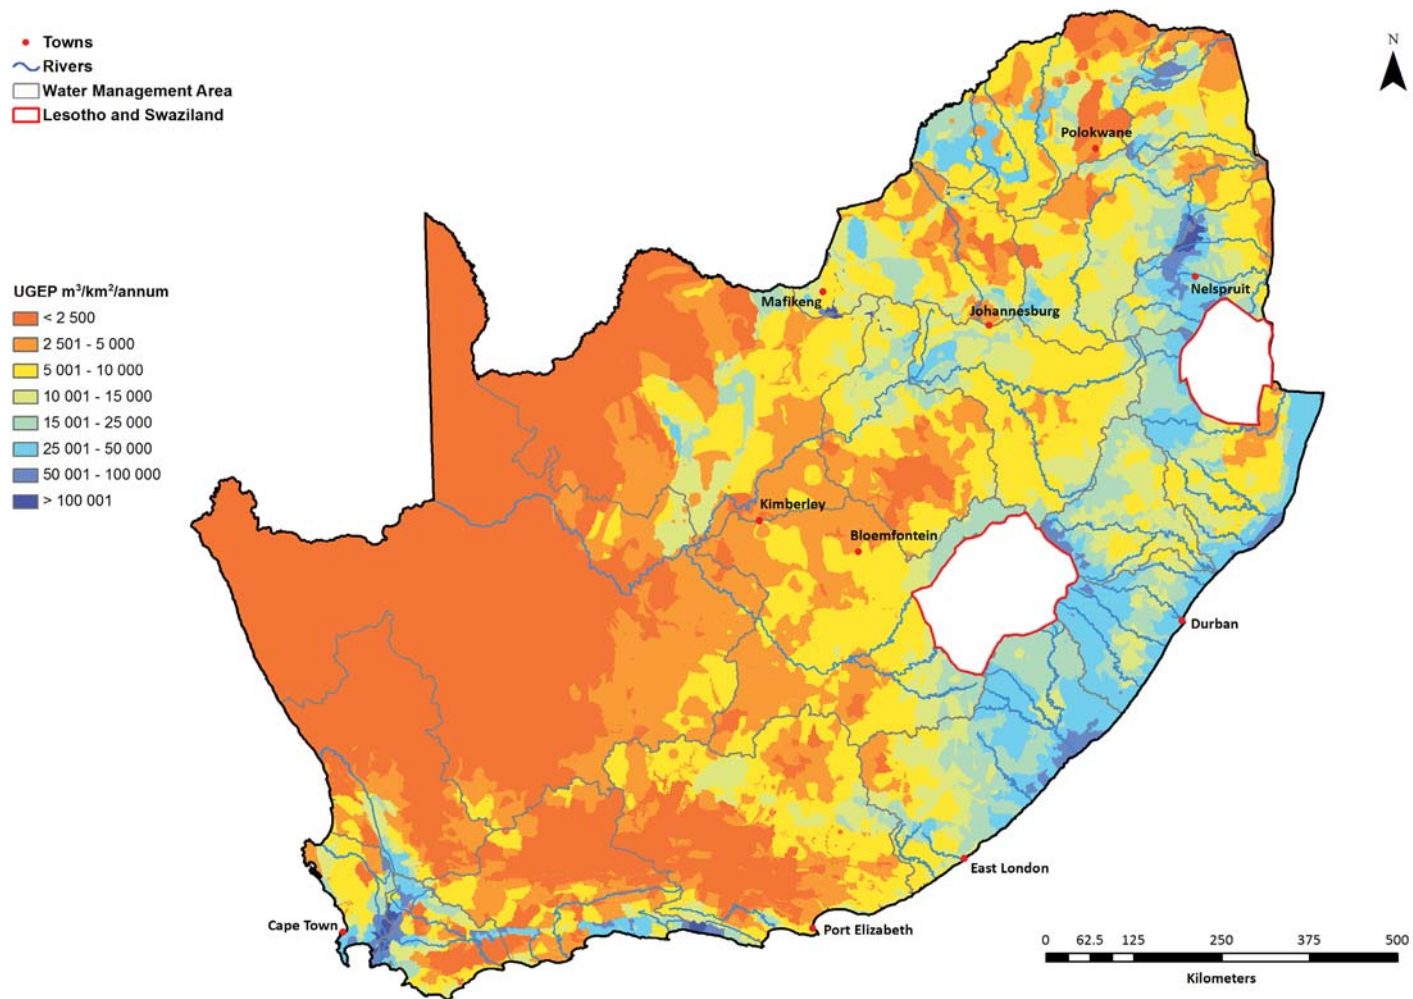 Towns
Rivers
Water Management Area
Lesotho and Swaziland
N
Polokwane
UGEP m³/km²/annum
< 2 500
2 501 - 5 000
5 001 - 10 000
10 001 - 15 000
15 001 - 25 000
25 001 - 50 000
50 001 - 100 000
> 100 001
Mafikeng
Nelspruit
Johannesburg
Kimberley
Bloemfontein
Durban
East London
Cape Town
Port Elizabeth
0 62.5 125 250 375 500
Kilometers